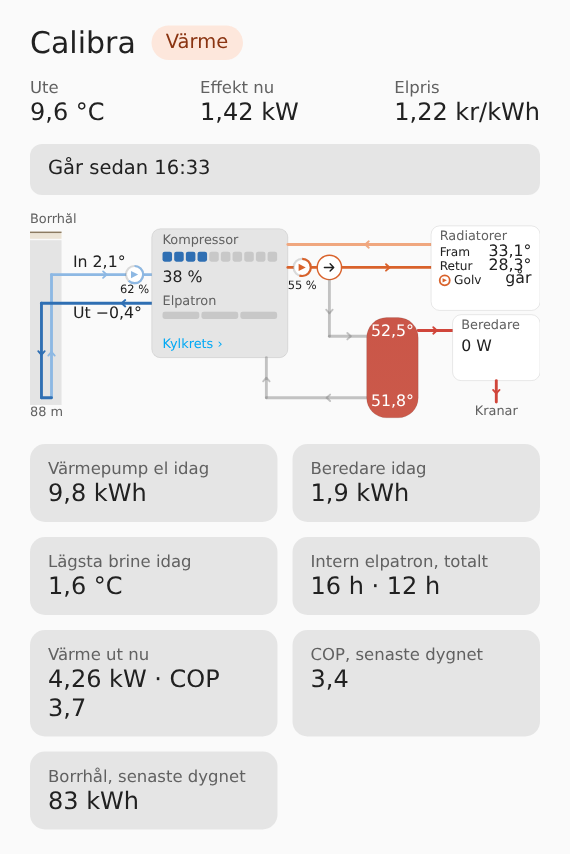 Calibra
Värme
Ute
Effekt nu
Elpris
9,6 °C
1,42 kW
1,22 kr/kWh
Går sedan 16:33
Borrhål
In 2,1°
62 %
Ut −0,4°
88 m
Kompressor
38 %
Elpatron
Kylkrets ›
55 %
Radiatorer
Fram 33,1°
Retur 28,3°
Golv går
52,5°
51,8°
Beredare
0 W
Kranar
Värmepump el idag
9,8 kWh
Beredare idag
1,9 kWh
Lägsta brine idag
1,6 °C
Intern elpatron, totalt
16 h · 12 h
Värme ut nu
4,26 kW · COP
3,7
COP, senaste dygnet
3,4
Borrhål, senaste dygnet
83 kWh